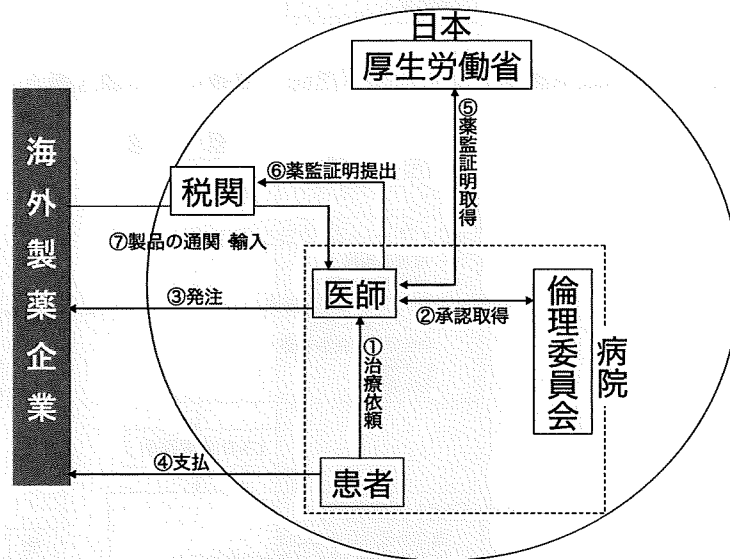 日本
厚生労働省
海外製薬企業
⑤薬監証明取得
⑥薬監証明提出
税関
⑦製品の通関・輸入
医師
③発注
②承認取得
倫理委員会
病院
①治療依頼
④支払
患者